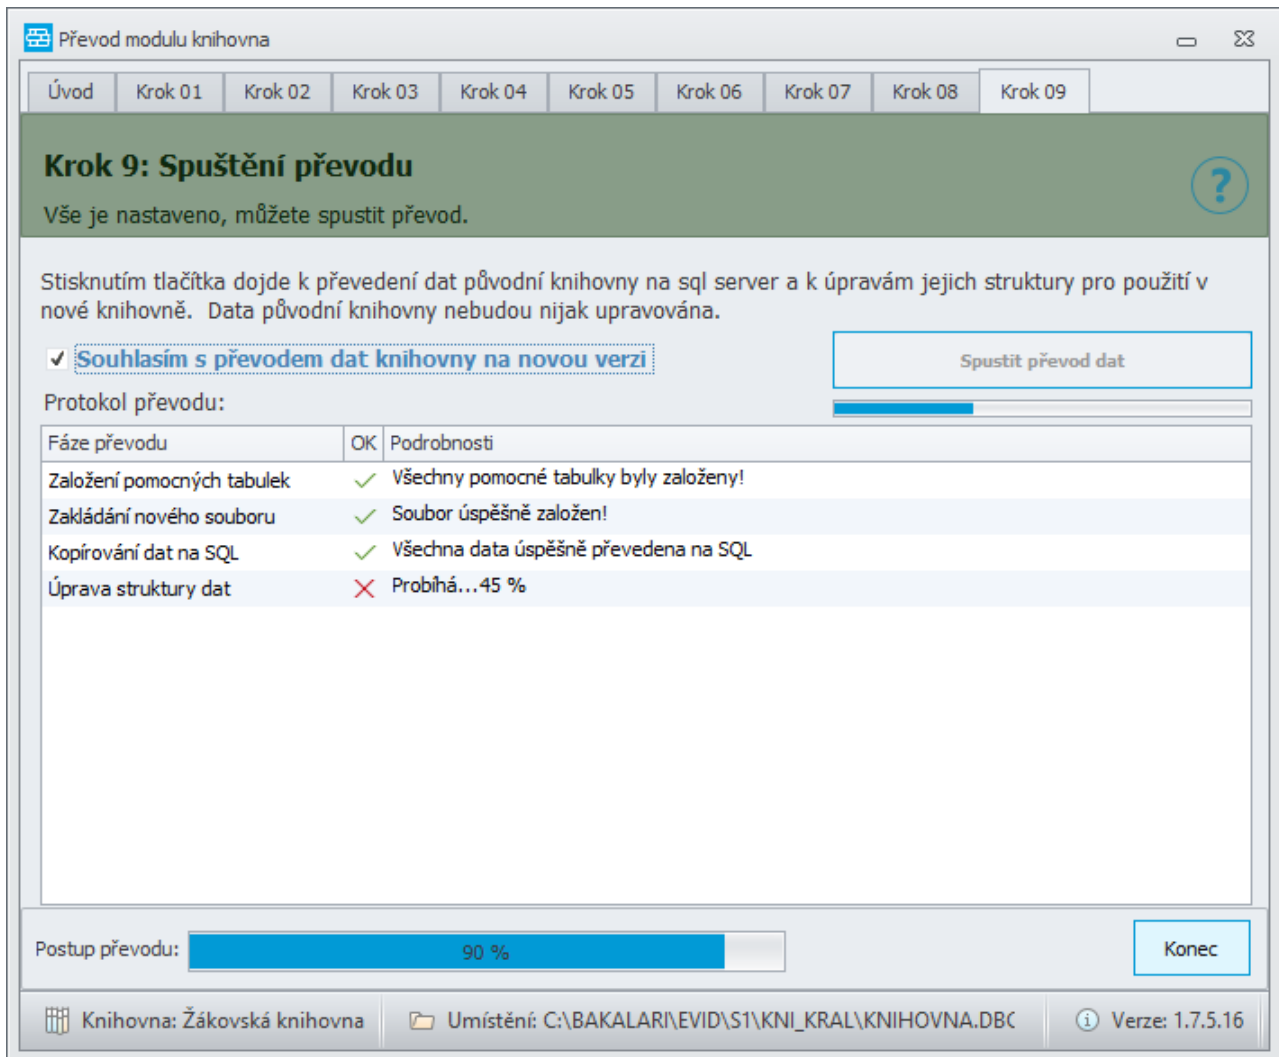 Převod modulu knihovna
Úvod Krok 01 Krok 02 Krok 03 Krok 04 Krok 05 Krok 06 Krok 07 Krok 08 Krok 09
Krok 9: Spuštění převodu
?
Vše je nastaveno, můžete spustit převod.
Stisknutím tlačítka dojde k převedení dat původní knihovny na sql server a k úpravám jejich struktury pro použití v
nové knihovně.  Data původní knihovny nebudou nijak upravována.
Souhlasím s převodem dat knihovny na novou verzi
Spustit převod dat
Protokol převodu:
Fáze převodu OK Podrobnosti
Založení pomocných tabulek Všechny pomocné tabulky byly založeny!
Zakládání nového souboru Soubor úspěšně založen!
Kopírování dat na SQL Všechna data úspěšně převedena na SQL
Úprava struktury dat Probíhá...45 %
Postup převodu: 90 % Konec
Knihovna: Žákovská knihovna Umístění: C:\BAKALARI\EVID\S1\KNI_KRAL\KNIHOVNA.DBC Verze: 1.7.5.16